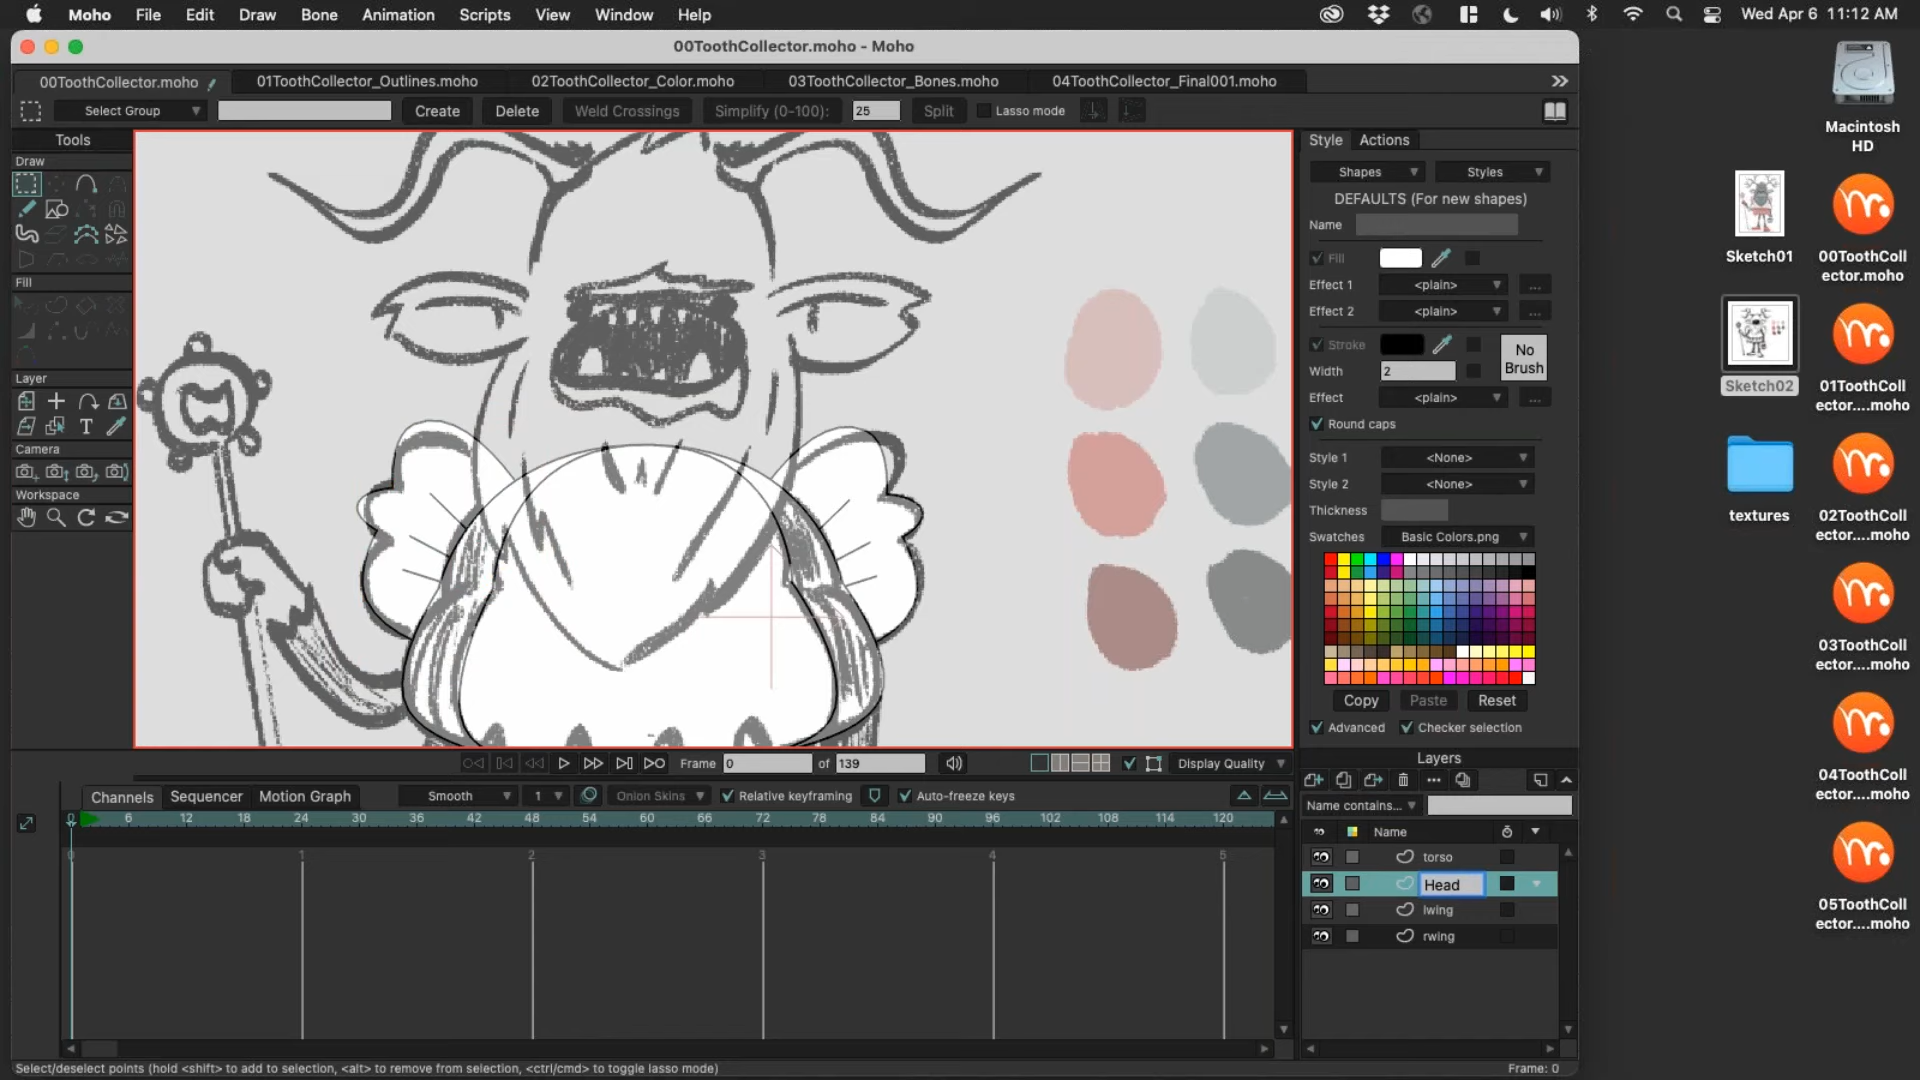 Moho File Edit Draw Bone Animation Scripts View Window Help
Wed Apr 6 11:12 AM
00ToothCollector.moho - Moho
00ToothCollector.moho 01ToothCollector_Outlines.moho 02ToothCollector_Color.moho 03ToothCollector_Bones.moho 04ToothCollector_Final001.moho
Select Group Create Delete Weld Crossings Simplify (0~100): 25 Split Lasso mode
Tools
Draw
Fill
Layer
Camera
Workspace
Style Actions
Shapes Styles
DEFAULTS (For new shapes)
Name
Fill
Effect 1 <plain> ...
Effect 2 <plain> ...
Stroke
No
Brush
Width 2
Effect <plain> ...
Round caps
Style 1 <None>
Style 2 <None>
Thickness
Swatches Basic Colors.png
Copy Paste Reset
Advanced Checker selection
Frame 0 of 139 Display Quality
Channels Sequencer Motion Graph Smooth 1 Onion Skins Relative keyframing Auto-freeze keys
6 12 18 24 30 36 42 48 54 60 66 72 78 84 90 96 102 108 114 120
0 1 2 3 4 5
Layers
Name contains...
Name
torso
Head
lwing
rwing
Select/deselect points (hold <shift> to add to selection, <alt> to remove from selection, <ctrl/cmd> to toggle lasso mode)
Frame: 0
Macintosh
HD
Sketch01
00ToothColl
ector.moho
Sketch02
01ToothColl
ector....moho
textures
02ToothColl
ector....moho
03ToothColl
ector....moho
04ToothColl
ector....moho
05ToothColl
ector....moho